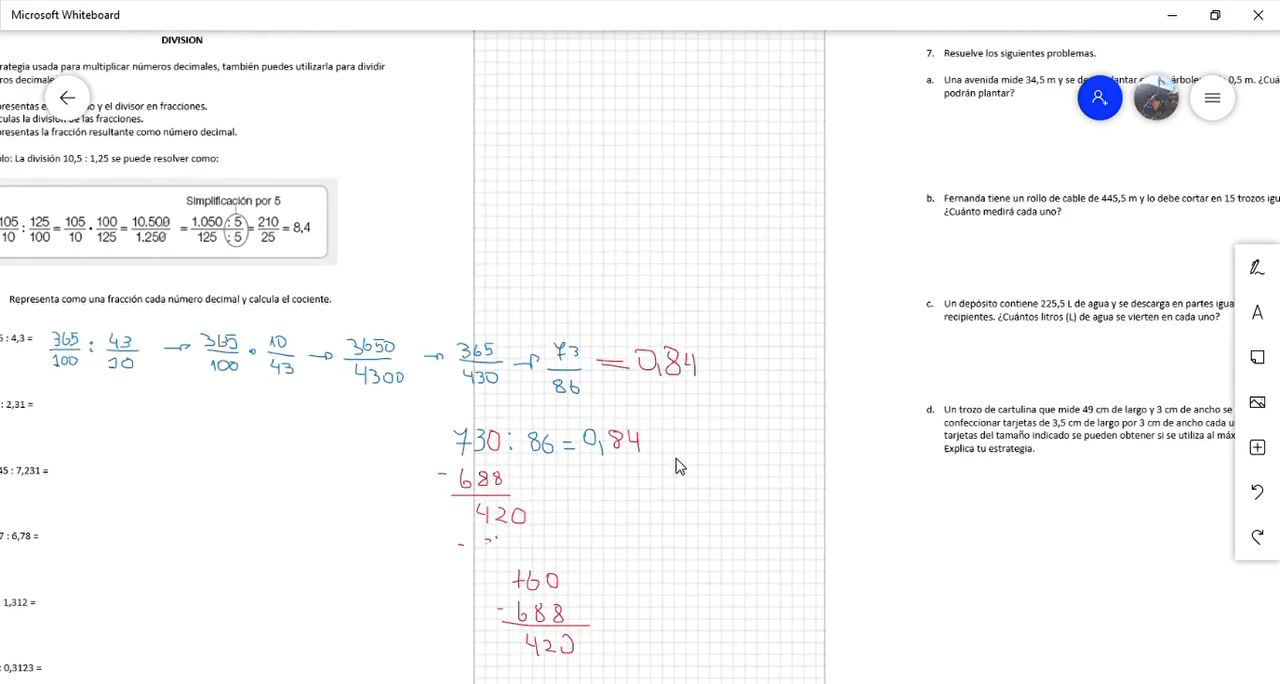 Microsoft Whiteboard
DIVISION
rategia usada para multiplicar números decimales, también puedes utilizarla para dividir
ros decimale
presentas e o y el divisor en fracciones.
culas la división de las fracciones.
presentas la fracción resultante como número decimal.
plo: La división 10,5 : 1,25 se puede resolver como:
Simplificación por 5
105/10 : 125/100 = 105/10 • 100/125 = 10.500/1.250 = 1.050 : 5/125 : 5 = 210/25 = 8,4
Representa como una fracción cada número decimal y calcula el cociente.
5 : 4,3 =
365/100 : 43/10 → 365/100 • 10/43 → 3650/4300 → 365/430 → 73/86 = 0,84
: 2,31 =
730 : 86 = 0,84
- 688
420
45 : 7,231 =
7 : 6,78 =
1,312 =
: 0,3123 =
- 688
420
7. Resuelve los siguientes problemas.
a. Una avenida mide 34,5 m y se de plantar árbole 0,5 m. ¿Cuá
podrán plantar?
b. Fernanda tiene un rollo de cable de 445,5 m y lo debe cortar en 15 trozos igu
¿Cuánto medirá cada uno?
c. Un depósito contiene 225,5 L de agua y se descarga en partes igua
recipientes. ¿Cuántos litros (L) de agua se vierten en cada uno?
d. Un trozo de cartulina que mide 49 cm de largo y 3 cm de ancho se
confeccionar tarjetas de 3,5 cm de largo por 3 cm de ancho cada u
tarjetas del tamaño indicado se pueden obtener si se utiliza al máx
Explica tu estrategia.